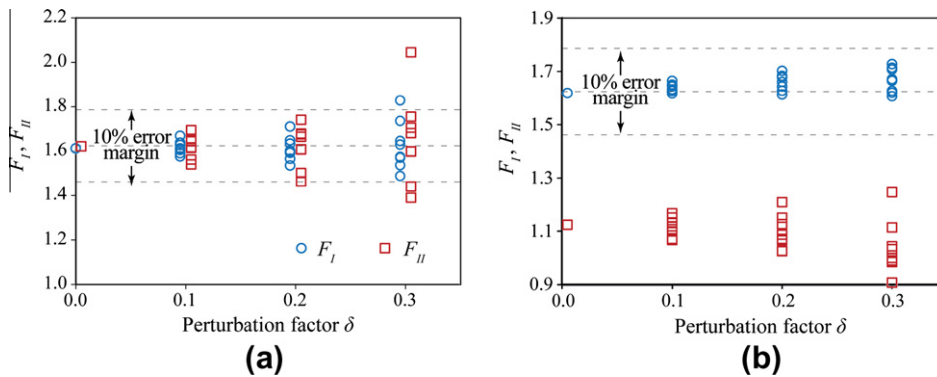 2.2
2.0
1.8
1.6
1.4
1.2
1.0
F_I, F_II
10% error
margin
F_I
F_II
0.0 0.1 0.2 0.3
Perturbation factor δ
(a)
1.9
1.7
1.5
1.3
1.1
0.9
F_I, F_II
10% error
margin
0.0 0.1 0.2 0.3
Perturbation factor δ
(b)